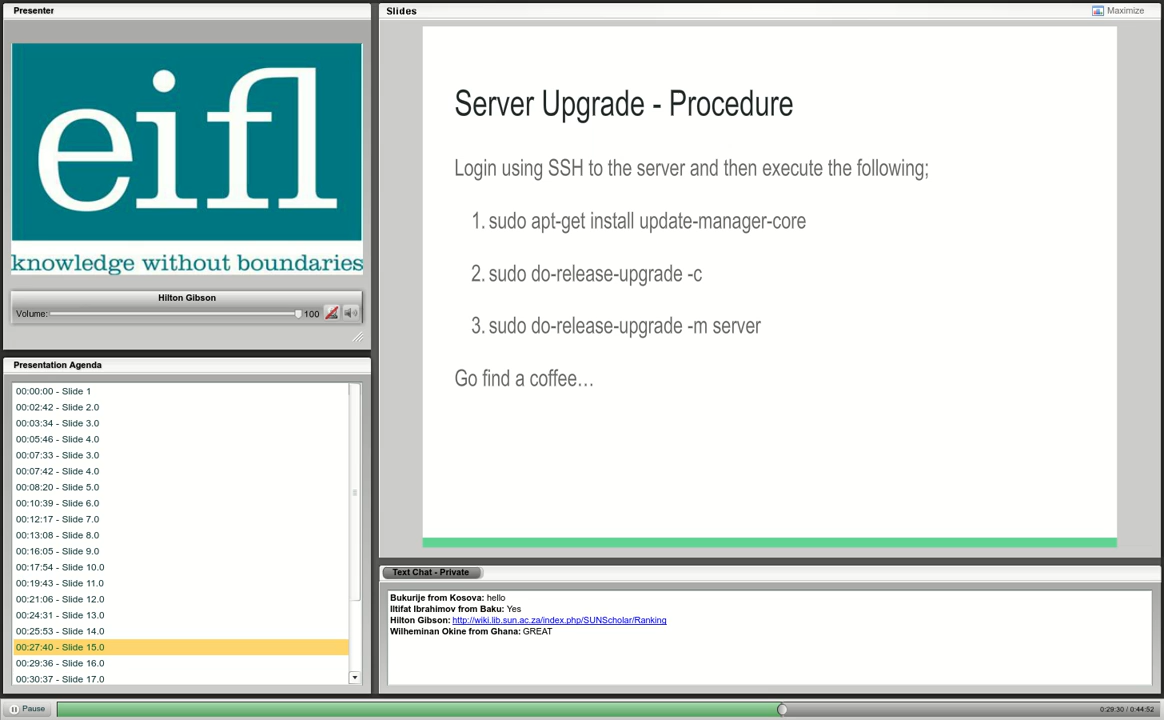 Presenter
eifl
knowledge without boundaries
Hilton Gibson
Volume: 100
Presentation Agenda
00:00:00 - Slide 1
00:02:42 - Slide 2.0
00:03:34 - Slide 3.0
00:05:46 - Slide 4.0
00:07:33 - Slide 3.0
00:07:42 - Slide 4.0
00:08:20 - Slide 5.0
00:10:39 - Slide 6.0
00:12:17 - Slide 7.0
00:13:08 - Slide 8.0
00:16:05 - Slide 9.0
00:17:54 - Slide 10.0
00:19:43 - Slide 11.0
00:21:06 - Slide 12.0
00:24:31 - Slide 13.0
00:25:53 - Slide 14.0
00:27:40 - Slide 15.0
00:29:36 - Slide 16.0
00:30:37 - Slide 17.0
Slides
Maximize
Server Upgrade - Procedure
Login using SSH to the server and then execute the following;
1. sudo apt-get install update-manager-core
2. sudo do-release-upgrade -c
3. sudo do-release-upgrade -m server
Go find a coffee…
Text Chat - Private
Bukurije from Kosova: hello
Iltifat Ibrahimov from Baku: Yes
Hilton Gibson: http://wiki.lib.sun.ac.za/index.php/SUNScholar/Ranking
Wilheminan Okine from Ghana: GREAT
Pause
0:29:30 / 0:44:52